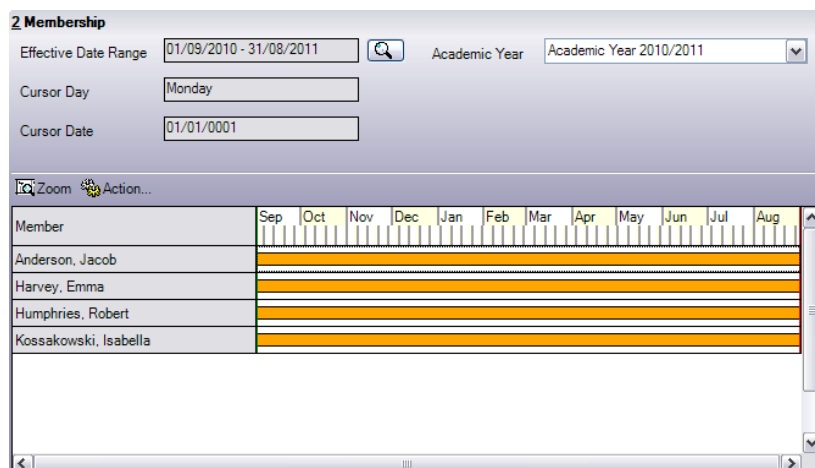 2 Membership
Effective Date Range 01/09/2010 - 31/08/2011 Academic Year Academic Year 2010/2011
Cursor Day Monday
Cursor Date 01/01/0001
Zoom Action...
Member Sep Oct Nov Dec Jan Feb Mar Apr May Jun Jul Aug
Anderson, Jacob
Harvey, Emma
Humphries, Robert
Kossakowski, Isabella